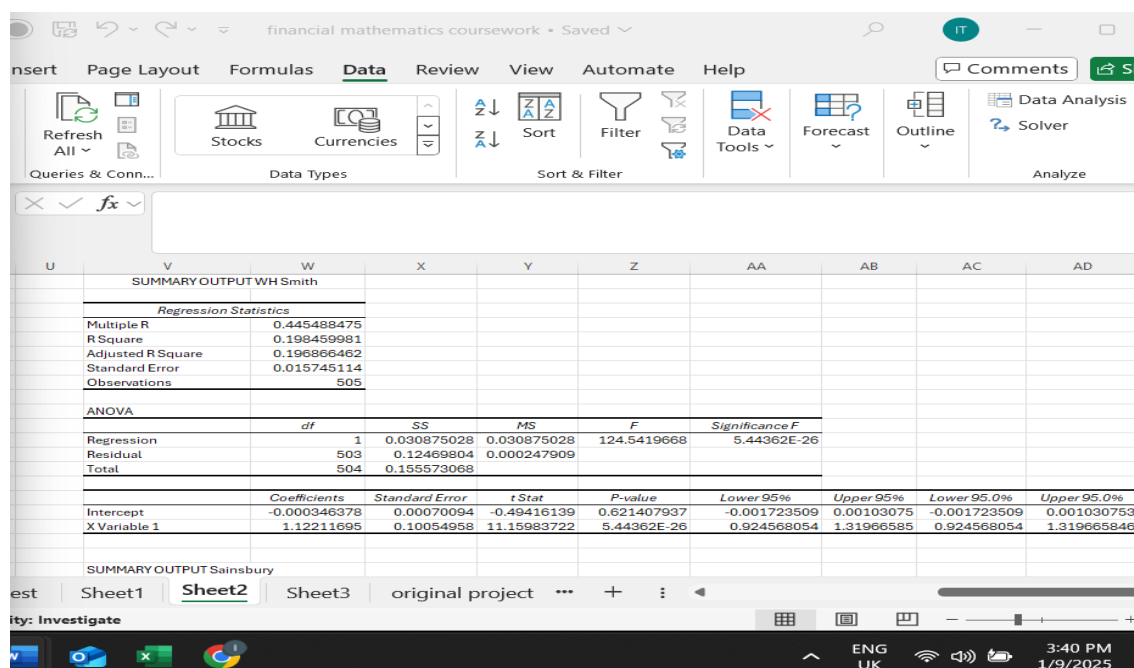 financial mathematics coursework • Saved
IT
nsert Page Layout Formulas Data Review View Automate Help Comments S
Refresh All
Stocks
Currencies
Sort
Filter
Data Tools
Forecast
Outline
Data Analysis
Solver
Queries & Conn...
Data Types
Sort & Filter
Analyze
fx
U V W X Y Z AA AB AC AD
SUMMARY OUTPUT WH Smith
Regression Statistics
Multiple R 0.445488475
R Square 0.198459981
Adjusted R Square 0.196866462
Standard Error 0.015745114
Observations 505
ANOVA
df SS MS F Significance F
Regression 1 0.030875028 0.030875028 124.5419668 5.44362E-26
Residual 503 0.12469804 0.000247909
Total 504 0.155573068
Coefficients Standard Error t Stat P-value Lower 95% Upper 95% Lower 95.0% Upper 95.0%
Intercept -0.000346378 0.00070094 -0.49416139 0.621407937 -0.001723509 0.00103075 -0.001723509 0.001030753
X Variable 1 1.12211695 0.10054958 11.15983722 5.44362E-26 0.924568054 1.31966585 0.924568054 1.319665846
SUMMARY OUTPUT Sainsbury
est Sheet1 Sheet2 Sheet3 original project
ity: Investigate
ENG
UK
3:40 PM
1/9/2025